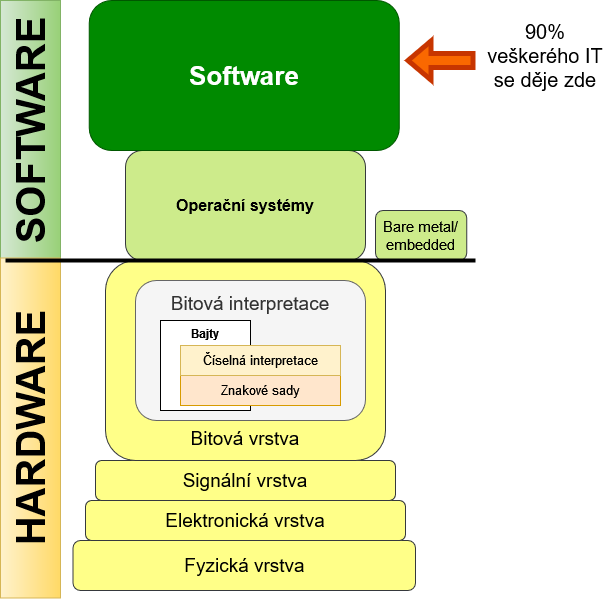 SOFTWARE
Software
90%
veškerého IT
se děje zde
Operační systémy
Bare metal/
embedded
HARDWARE
Bitová interpretace
Bajty
Číselná interpretace
Znakové sady
Bitová vrstva
Signální vrstva
Elektronická vrstva
Fyzická vrstva